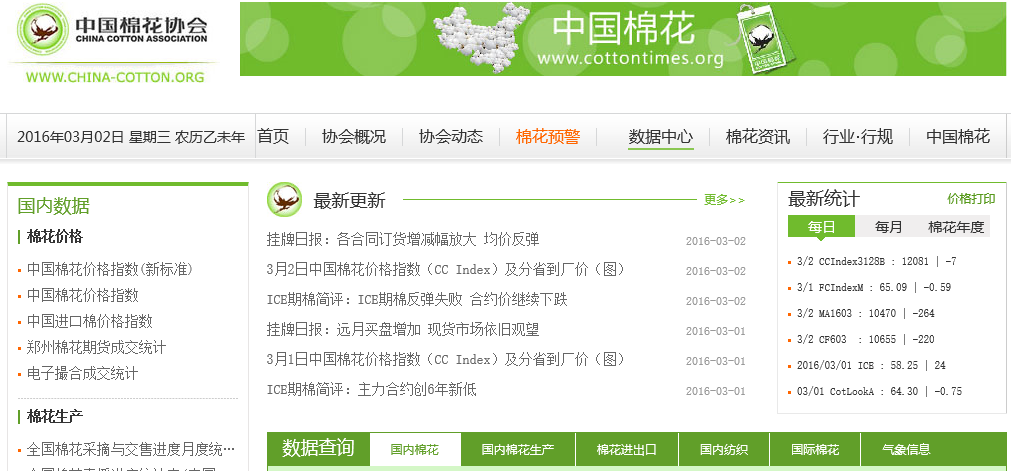 中国棉花协会
CHINA COTTON ASSOCIATION
WWW.CHINA-COTTON.ORG
中国棉花
www.cottontimes.org
2016年03月02日 星期三 农历乙未年 首页 协会概况 协会动态 棉花预警 数据中心 棉花资讯 行业·行规 中国棉花
国内数据
棉花价格
中国棉花价格指数(新标准)
中国棉花价格指数
中国进口棉价格指数
郑州棉花期货成交统计
电子撮合成交统计
棉花生产
全国棉花采摘与交售进度月度统…
最新更新 更多>>
挂牌日报：各合同订货增减幅放大 均价反弹 2016-03-02
3月2日中国棉花价格指数（CC Index）及分省到厂价（图） 2016-03-02
ICE期棉简评：ICE期棉反弹失败 合约价继续下跌 2016-03-02
挂牌日报：远月买盘增加 现货市场依旧观望 2016-03-01
3月1日中国棉花价格指数（CC Index）及分省到厂价（图） 2016-03-01
ICE期棉简评：主力合约创6年新低 2016-03-01
最新统计 价格打印
每日 每月 棉花年度
3/2 CCIndex3128B : 12081 | -7
3/1 FCIndexM : 65.09 | -0.59
3/2 MA1603 : 10470 | -264
3/2 CF603 : 10655 | -220
2016/03/01 ICE : 58.25 | 24
03/01 CotLookA : 64.30 | -0.75
数据查询 国内棉花 国内棉花生产 棉花进出口 国内纺织 国际棉花 气象信息